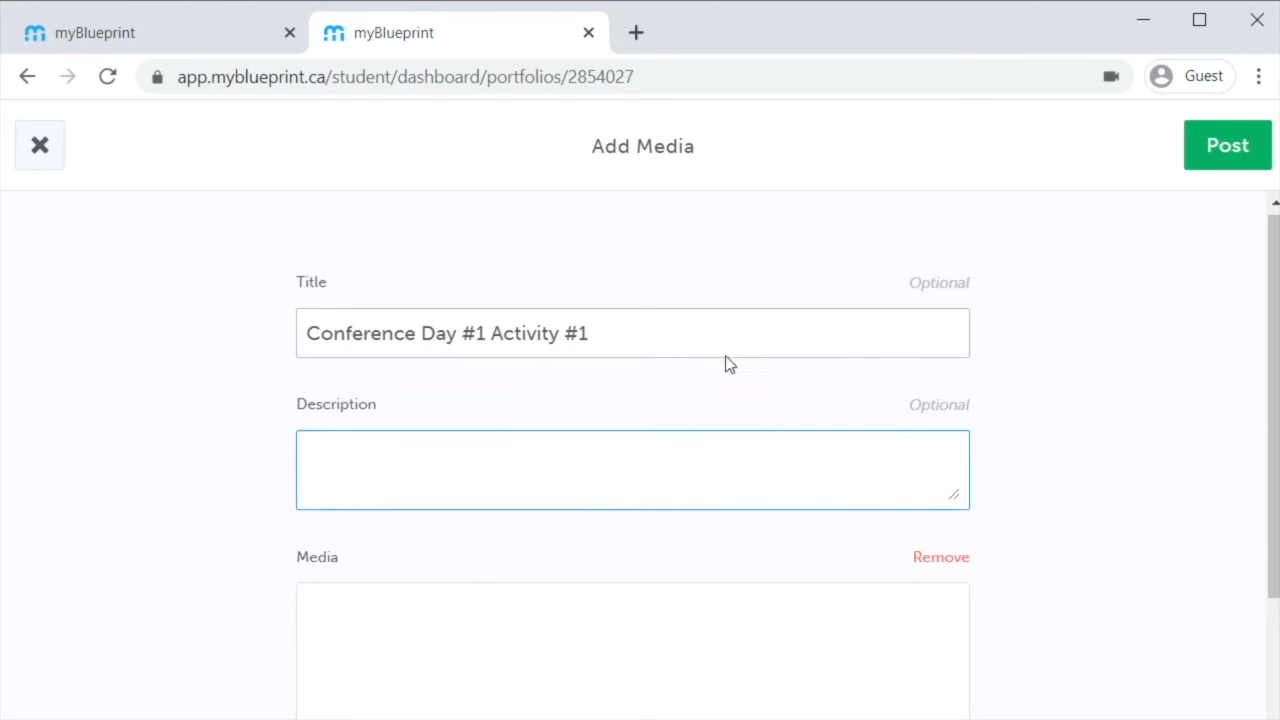 myBlueprint
myBlueprint
app.myblueprint.ca/student/dashboard/portfolios/2854027
Guest
Add Media
Post
Title
Optional
Conference Day #1 Activity #1
Description
Optional
Media
Remove